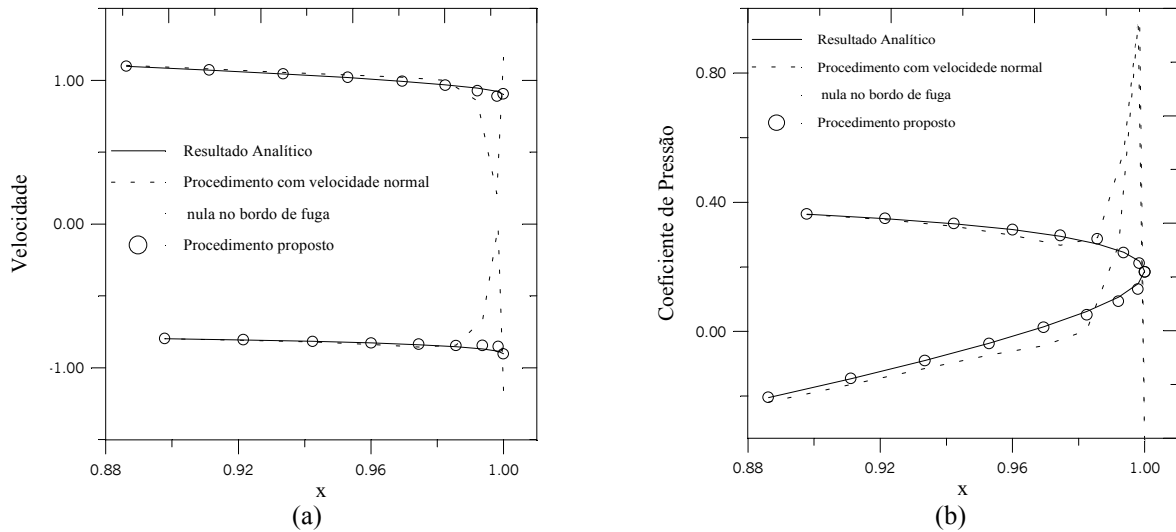 1.00
0.00
-1.00
Velocidade
Resultado Analítico
Procedimento com velocidade normal
nula no bordo de fuga
Procedimento proposto
0.88
0.92
0.96
1.00
x
(a)
0.80
0.40
0.00
Coeficiente de Pressão
Resultado Analítico
Procedimento com velocidede normal
nula no bordo de fuga
Procedimento proposto
0.88
0.92
0.96
1.00
x
(b)